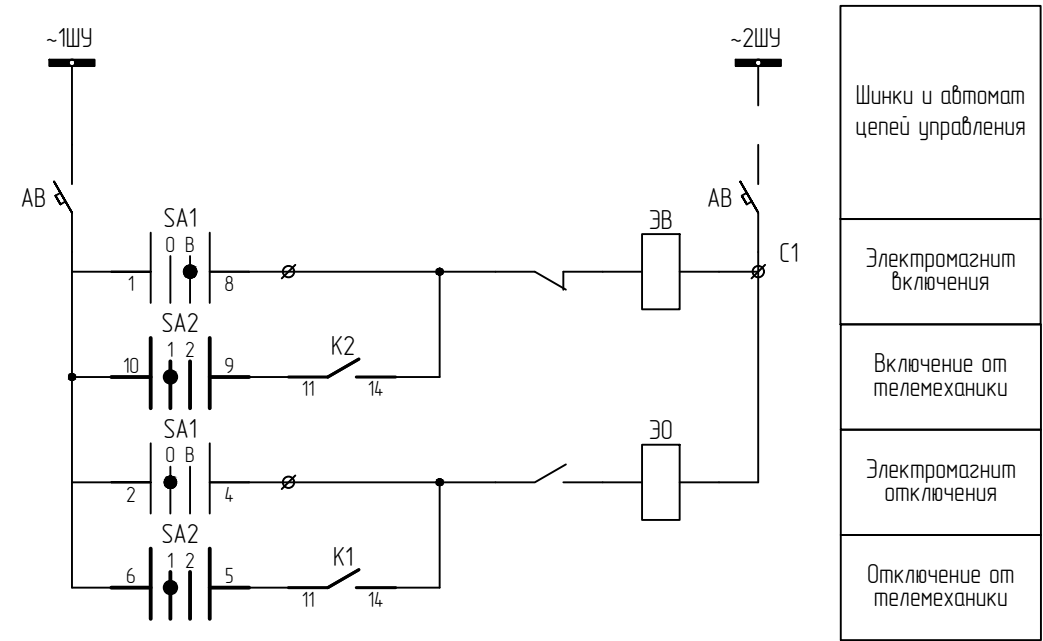 ~1ШУ
~2ШУ
Шинки и автомат
цепей управления
АВ
АВ
SA1
О В
1
8
ЭВ
С1
Электромагнит
включения
SA2
1 2
10
9
К2
11
14
Включение от
телемеханики
SA1
О В
2
4
ЭО
Электромагнит
отключения
SA2
1 2
6
5
К1
11
14
Отключение от
телемеханики